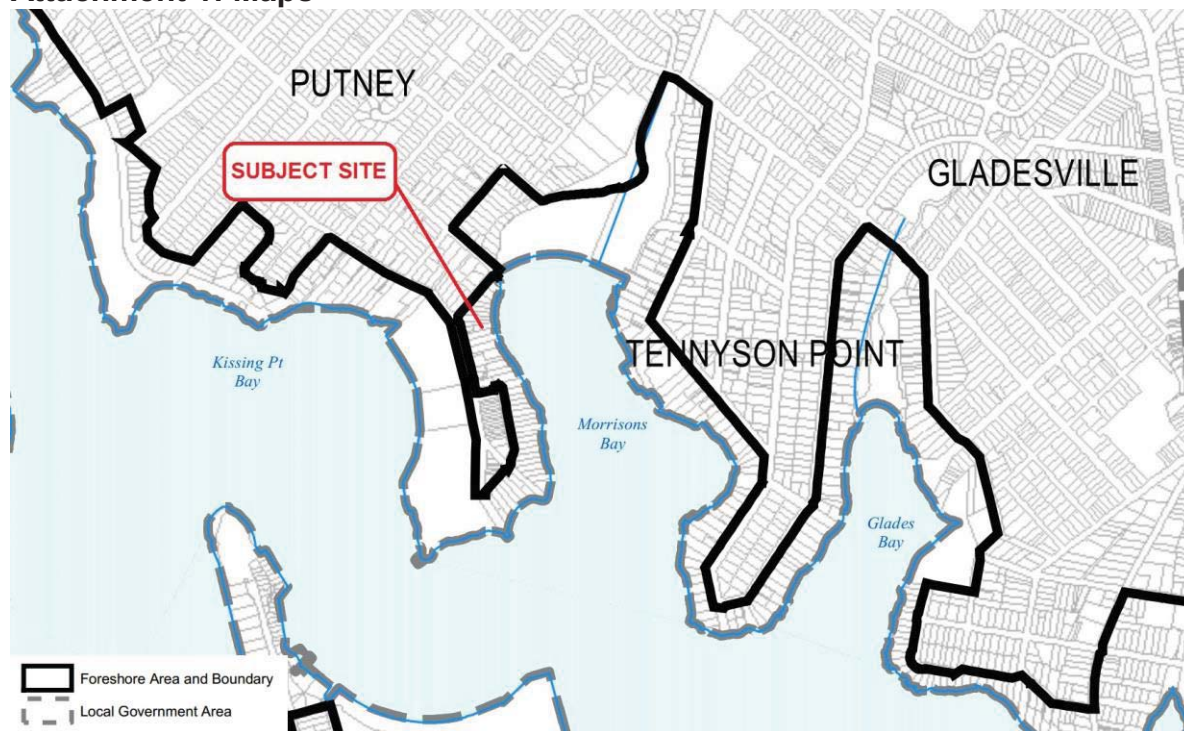 PUTNEY
SUBJECT SITE
GLADESVILLE
TENNYSON POINT
Kissing Pt
Bay
Morrisons
Bay
Glades
Bay
Foreshore Area and Boundary
Local Government Area